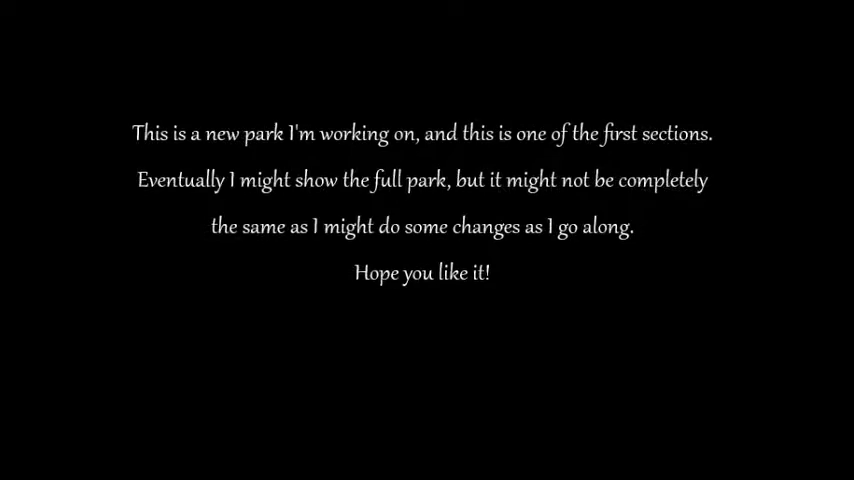 This is a new park I'm working on, and this is one of the first sections.
Eventually I might show the full park, but it might not be completely
the same as I might do some changes as I go along.
Hope you like it!